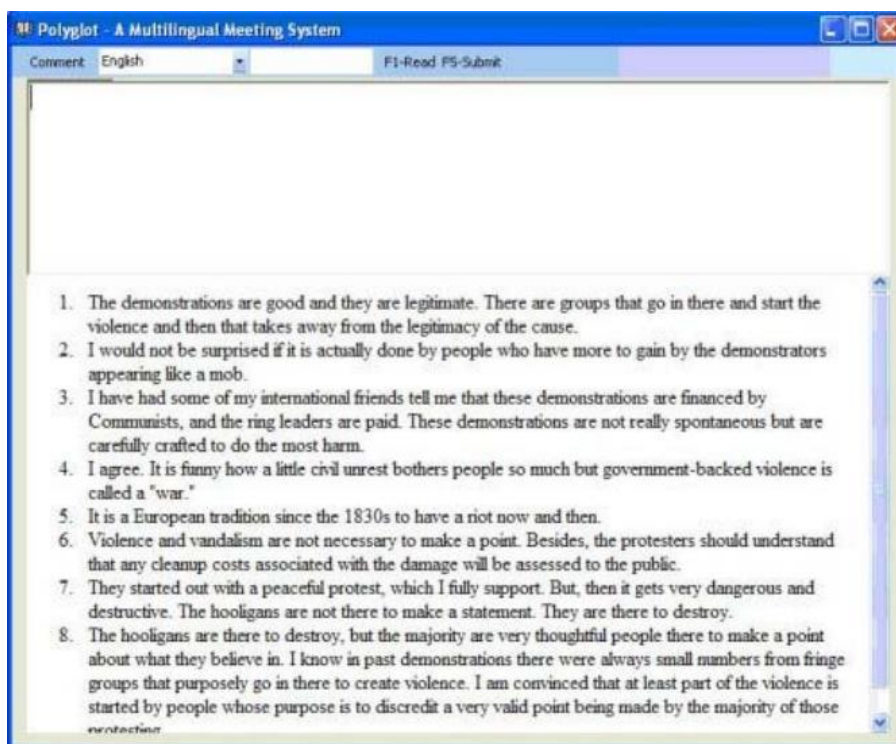 Polyglot - A Multilingual Meeting System
Comment English F1-Read F5-Submit
1. The demonstrations are good and they are legitimate. There are groups that go in there and start the
violence and then that takes away from the legitimacy of the cause.
2. I would not be surprised if it is actually done by people who have more to gain by the demonstrators
appearing like a mob.
3. I have had some of my international friends tell me that these demonstrations are financed by
Communists, and the ring leaders are paid. These demonstrations are not really spontaneous but are
carefully crafted to do the most harm.
4. I agree. It is funny how a little civil unrest bothers people so much but government-backed violence is
called a "war."
5. It is a European tradition since the 1830s to have a riot now and then.
6. Violence and vandalism are not necessary to make a point. Besides, the protesters should understand
that any cleanup costs associated with the damage will be assessed to the public.
7. They started out with a peaceful protest, which I fully support. But, then it gets very dangerous and
destructive. The hooligans are not there to make a statement. They are there to destroy.
8. The hooligans are there to destroy, but the majority are very thoughtful people there to make a point
about what they believe in. I know in past demonstrations there were always small numbers from fringe
groups that purposely go in there to create violence. I am convinced that at least part of the violence is
started by people whose purpose is to discredit a very valid point being made by the majority of those
protesting